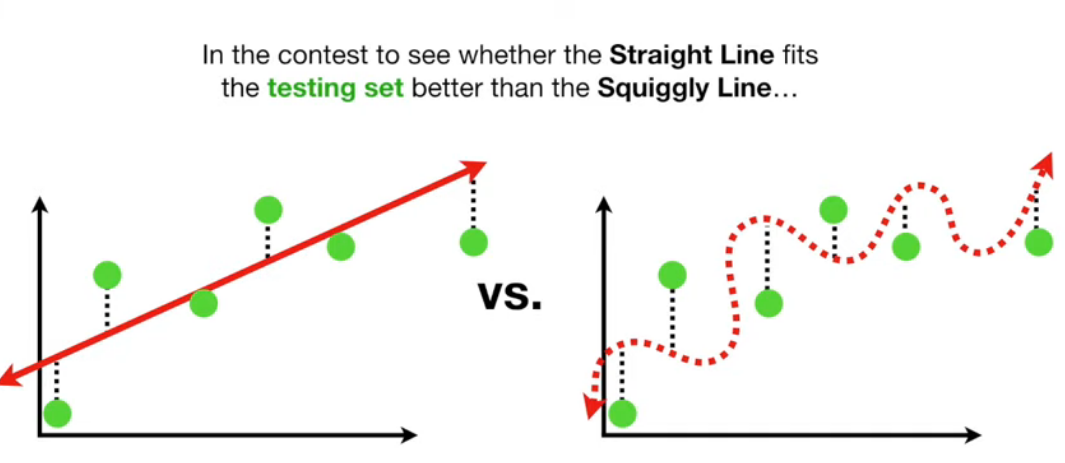 In the contest to see whether the Straight Line fits
the testing set better than the Squiggly Line…
vs.